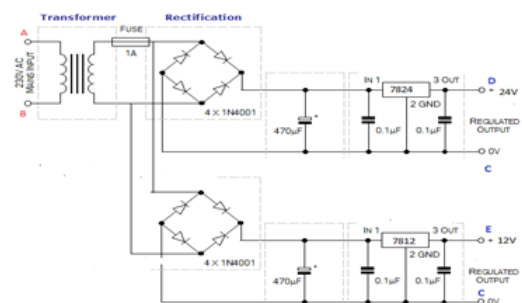 Transformer
Rectification
A
FUSE
1A
230V AC
MAINS INPUT
B
4 X 1N4001
470µF
+
IN 1
7824
3 OUT
2 GND
0.1µF
0.1µF
D
+ 24V
REGULATED
OUTPUT
0V
C
4 X 1N4001
470µF
+
IN 1
7812
3 OUT
2 GND
0.1µF
0.1µF
E
+ 12V
REGULATED
OUTPUT
C
0V